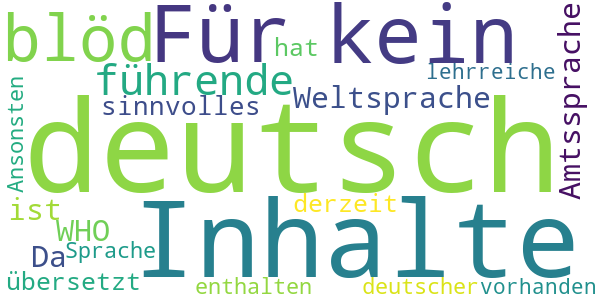 blöd Für kein
hat
führende lehrreiche
sinnvolles Weltsprache
Ansonsten deutsch Amtssprache
ist derzeit
WHO Inhalte
Da Sprache
übersetzt enthalten deutscher vorhanden